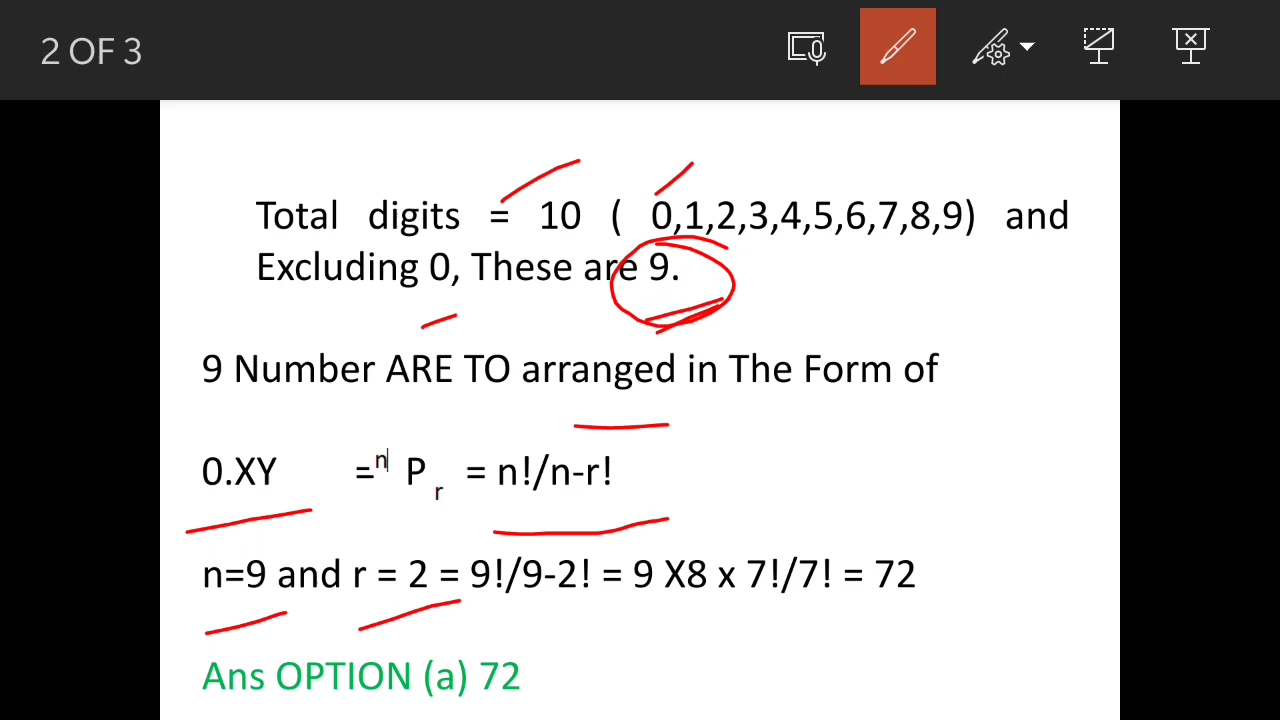 2 OF 3
Total digits = 10 ( 0,1,2,3,4,5,6,7,8,9) and
Excluding 0, These are 9.
9 Number ARE TO arranged in The Form of
0.XY =n P r = n!/n-r!
n=9 and r = 2 = 9!/9-2! = 9 X8 x 7!/7! = 72
Ans OPTION (a) 72